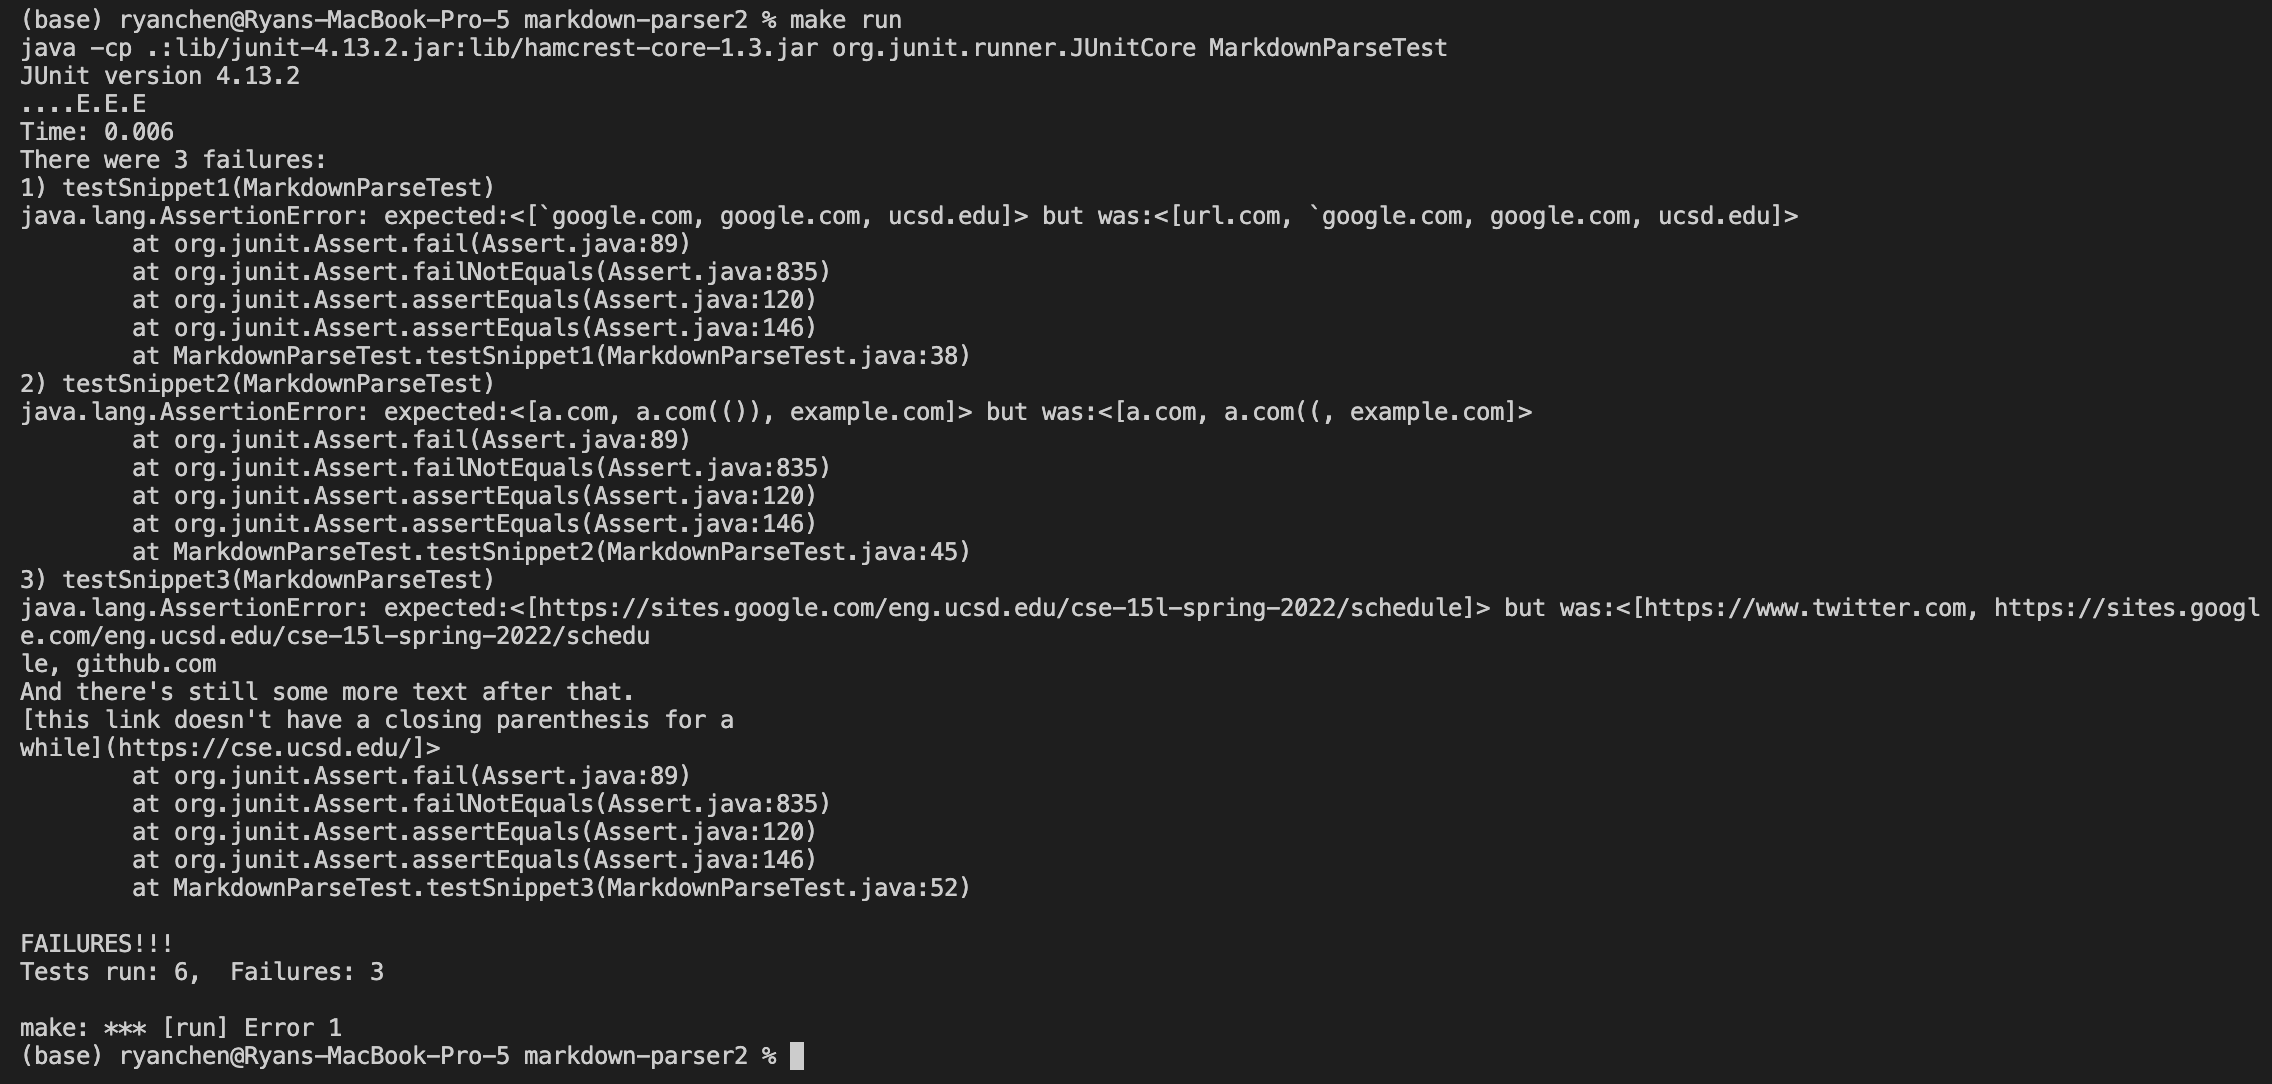 (base) ryanchen@Ryans-MacBook-Pro-5 markdown-parser2 % make run
java -cp .:lib/junit-4.13.2.jar:lib/hamcrest-core-1.3.jar org.junit.runner.JUnitCore MarkdownParseTest
JUnit version 4.13.2
....E.E.E
Time: 0.006
There were 3 failures:
1) testSnippet1(MarkdownParseTest)
java.lang.AssertionError: expected:<[`google.com, google.com, ucsd.edu]> but was:<[url.com, `google.com, google.com, ucsd.edu]>
        at org.junit.Assert.fail(Assert.java:89)
        at org.junit.Assert.failNotEquals(Assert.java:835)
        at org.junit.Assert.assertEquals(Assert.java:120)
        at org.junit.Assert.assertEquals(Assert.java:146)
        at MarkdownParseTest.testSnippet1(MarkdownParseTest.java:38)
2) testSnippet2(MarkdownParseTest)
java.lang.AssertionError: expected:<[a.com, a.com(()), example.com]> but was:<[a.com, a.com((, example.com]>
        at org.junit.Assert.fail(Assert.java:89)
        at org.junit.Assert.failNotEquals(Assert.java:835)
        at org.junit.Assert.assertEquals(Assert.java:120)
        at org.junit.Assert.assertEquals(Assert.java:146)
        at MarkdownParseTest.testSnippet2(MarkdownParseTest.java:45)
3) testSnippet3(MarkdownParseTest)
java.lang.AssertionError: expected:<[https://sites.google.com/eng.ucsd.edu/cse-15l-spring-2022/schedule]> but was:<[https://www.twitter.com, https://sites.googl
e.com/eng.ucsd.edu/cse-15l-spring-2022/schedu
le, github.com
And there's still some more text after that.
[this link doesn't have a closing parenthesis for a
while](https://cse.ucsd.edu/]>
        at org.junit.Assert.fail(Assert.java:89)
        at org.junit.Assert.failNotEquals(Assert.java:835)
        at org.junit.Assert.assertEquals(Assert.java:120)
        at org.junit.Assert.assertEquals(Assert.java:146)
        at MarkdownParseTest.testSnippet3(MarkdownParseTest.java:52)

FAILURES!!!
Tests run: 6,  Failures: 3

make: *** [run] Error 1
(base) ryanchen@Ryans-MacBook-Pro-5 markdown-parser2 %